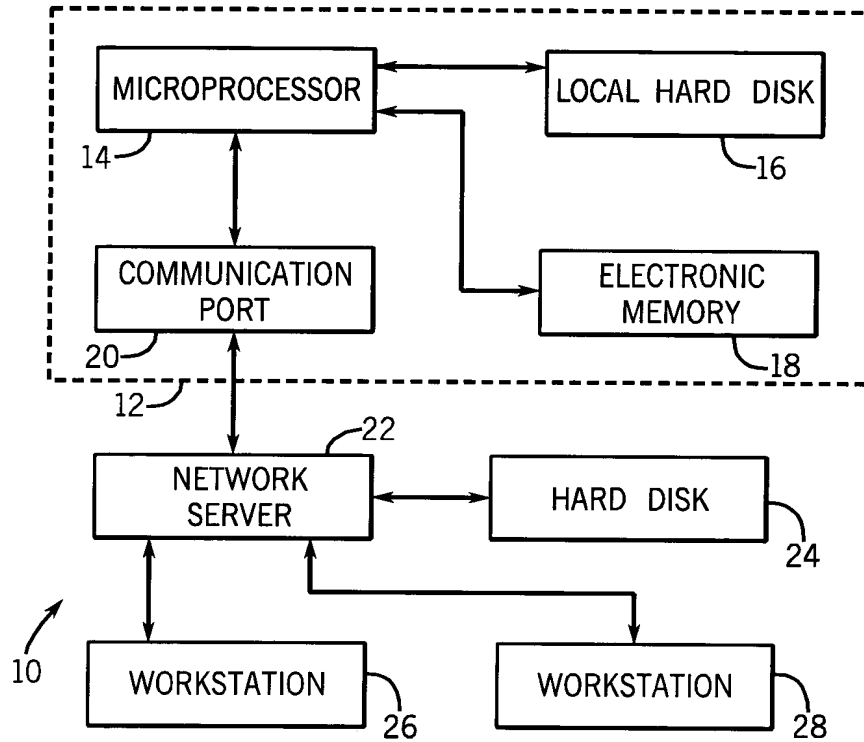 MICROPROCESSOR
14
LOCAL HARD DISK
16
COMMUNICATION
PORT
20
ELECTRONIC
MEMORY
18
12
22
NETWORK
SERVER
HARD DISK
24
10
WORKSTATION
26
WORKSTATION
28